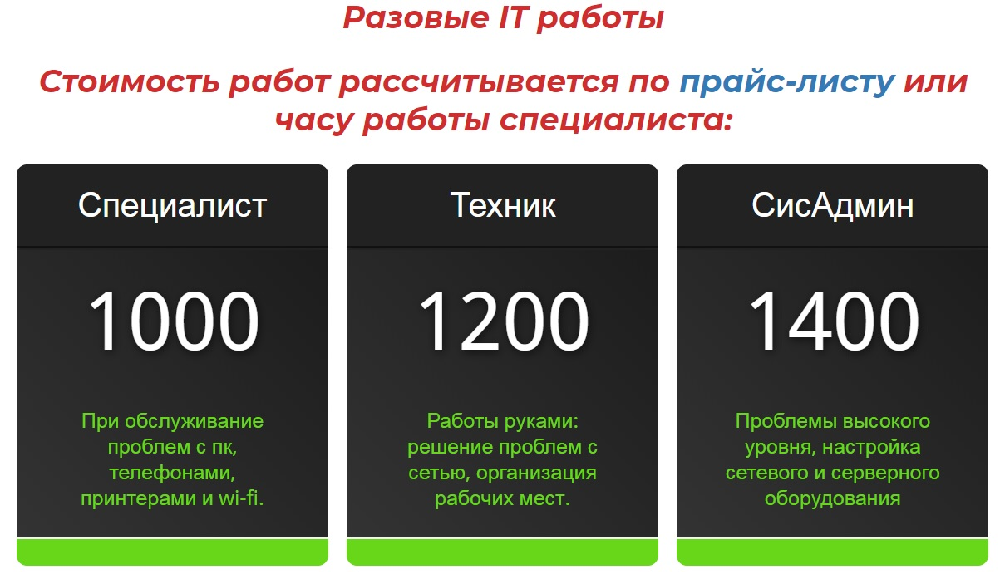 Разовые IT работы
Стоимость работ рассчитывается по прайс-листу или
часу работы специалиста:
Специалист
1000
При обслуживание
проблем с пк,
телефонами,
принтерами и wi-fi.
Техник
1200
Работы руками:
решение проблем с
сетью, организация
рабочих мест.
СисАдмин
1400
Проблемы высокого
уровня, настройка
сетевого и серверного
оборудования